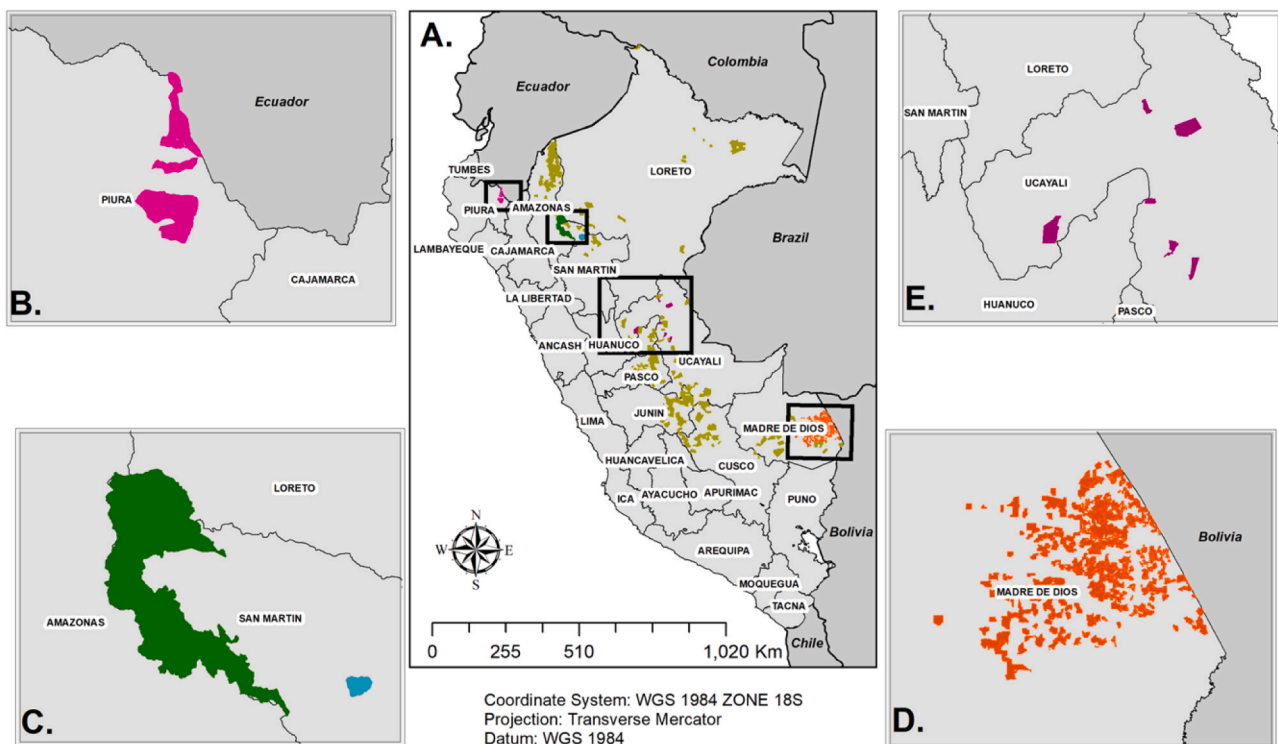 Ecuador
PIURA
CAJAMARCA
B.
A.
Colombia
Ecuador
TUMBES
LORETO
PIURA
AMAZONAS
LAMBAYEQUE
CAJAMARCA
Brazil
SAN MARTIN
LA LIBERTAD
ANCASH
HUANUCO
UCAYALI
PASCO
LIMA
JUNIN
MADRE DE DIOS
HUANCAVELICA
CUSCO
ICA
AYACUCHO
APURIMAC
PUNO
Bolivia
AREQUIPA
MOQUEGUA
TACNA
Chile
N
W
E
S
0
255
510
1,020 Km
Coordinate System: WGS 1984 ZONE 18S
Projection: Transverse Mercator
Datum: WGS 1984
E.
LORETO
SAN MARTIN
UCAYALI
HUANUCO
PASCO
LORETO
AMAZONAS
SAN MARTIN
C.
Bolivia
MADRE DE DIOS
D.